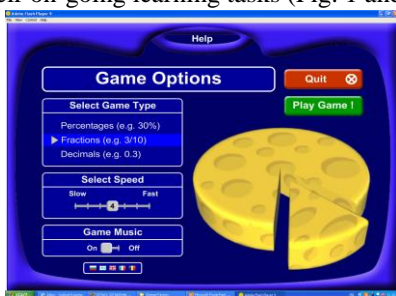 elf on-going learning tasks (Fig. 1 and
Help
Game Options
Quit
Select Game Type
Play Game !
Percentages (e.g. 30%)
Fractions (e.g. 3/10)
Decimals (e.g. 0.3)
Select Speed
Slow Fast
4
Game Music
On Off